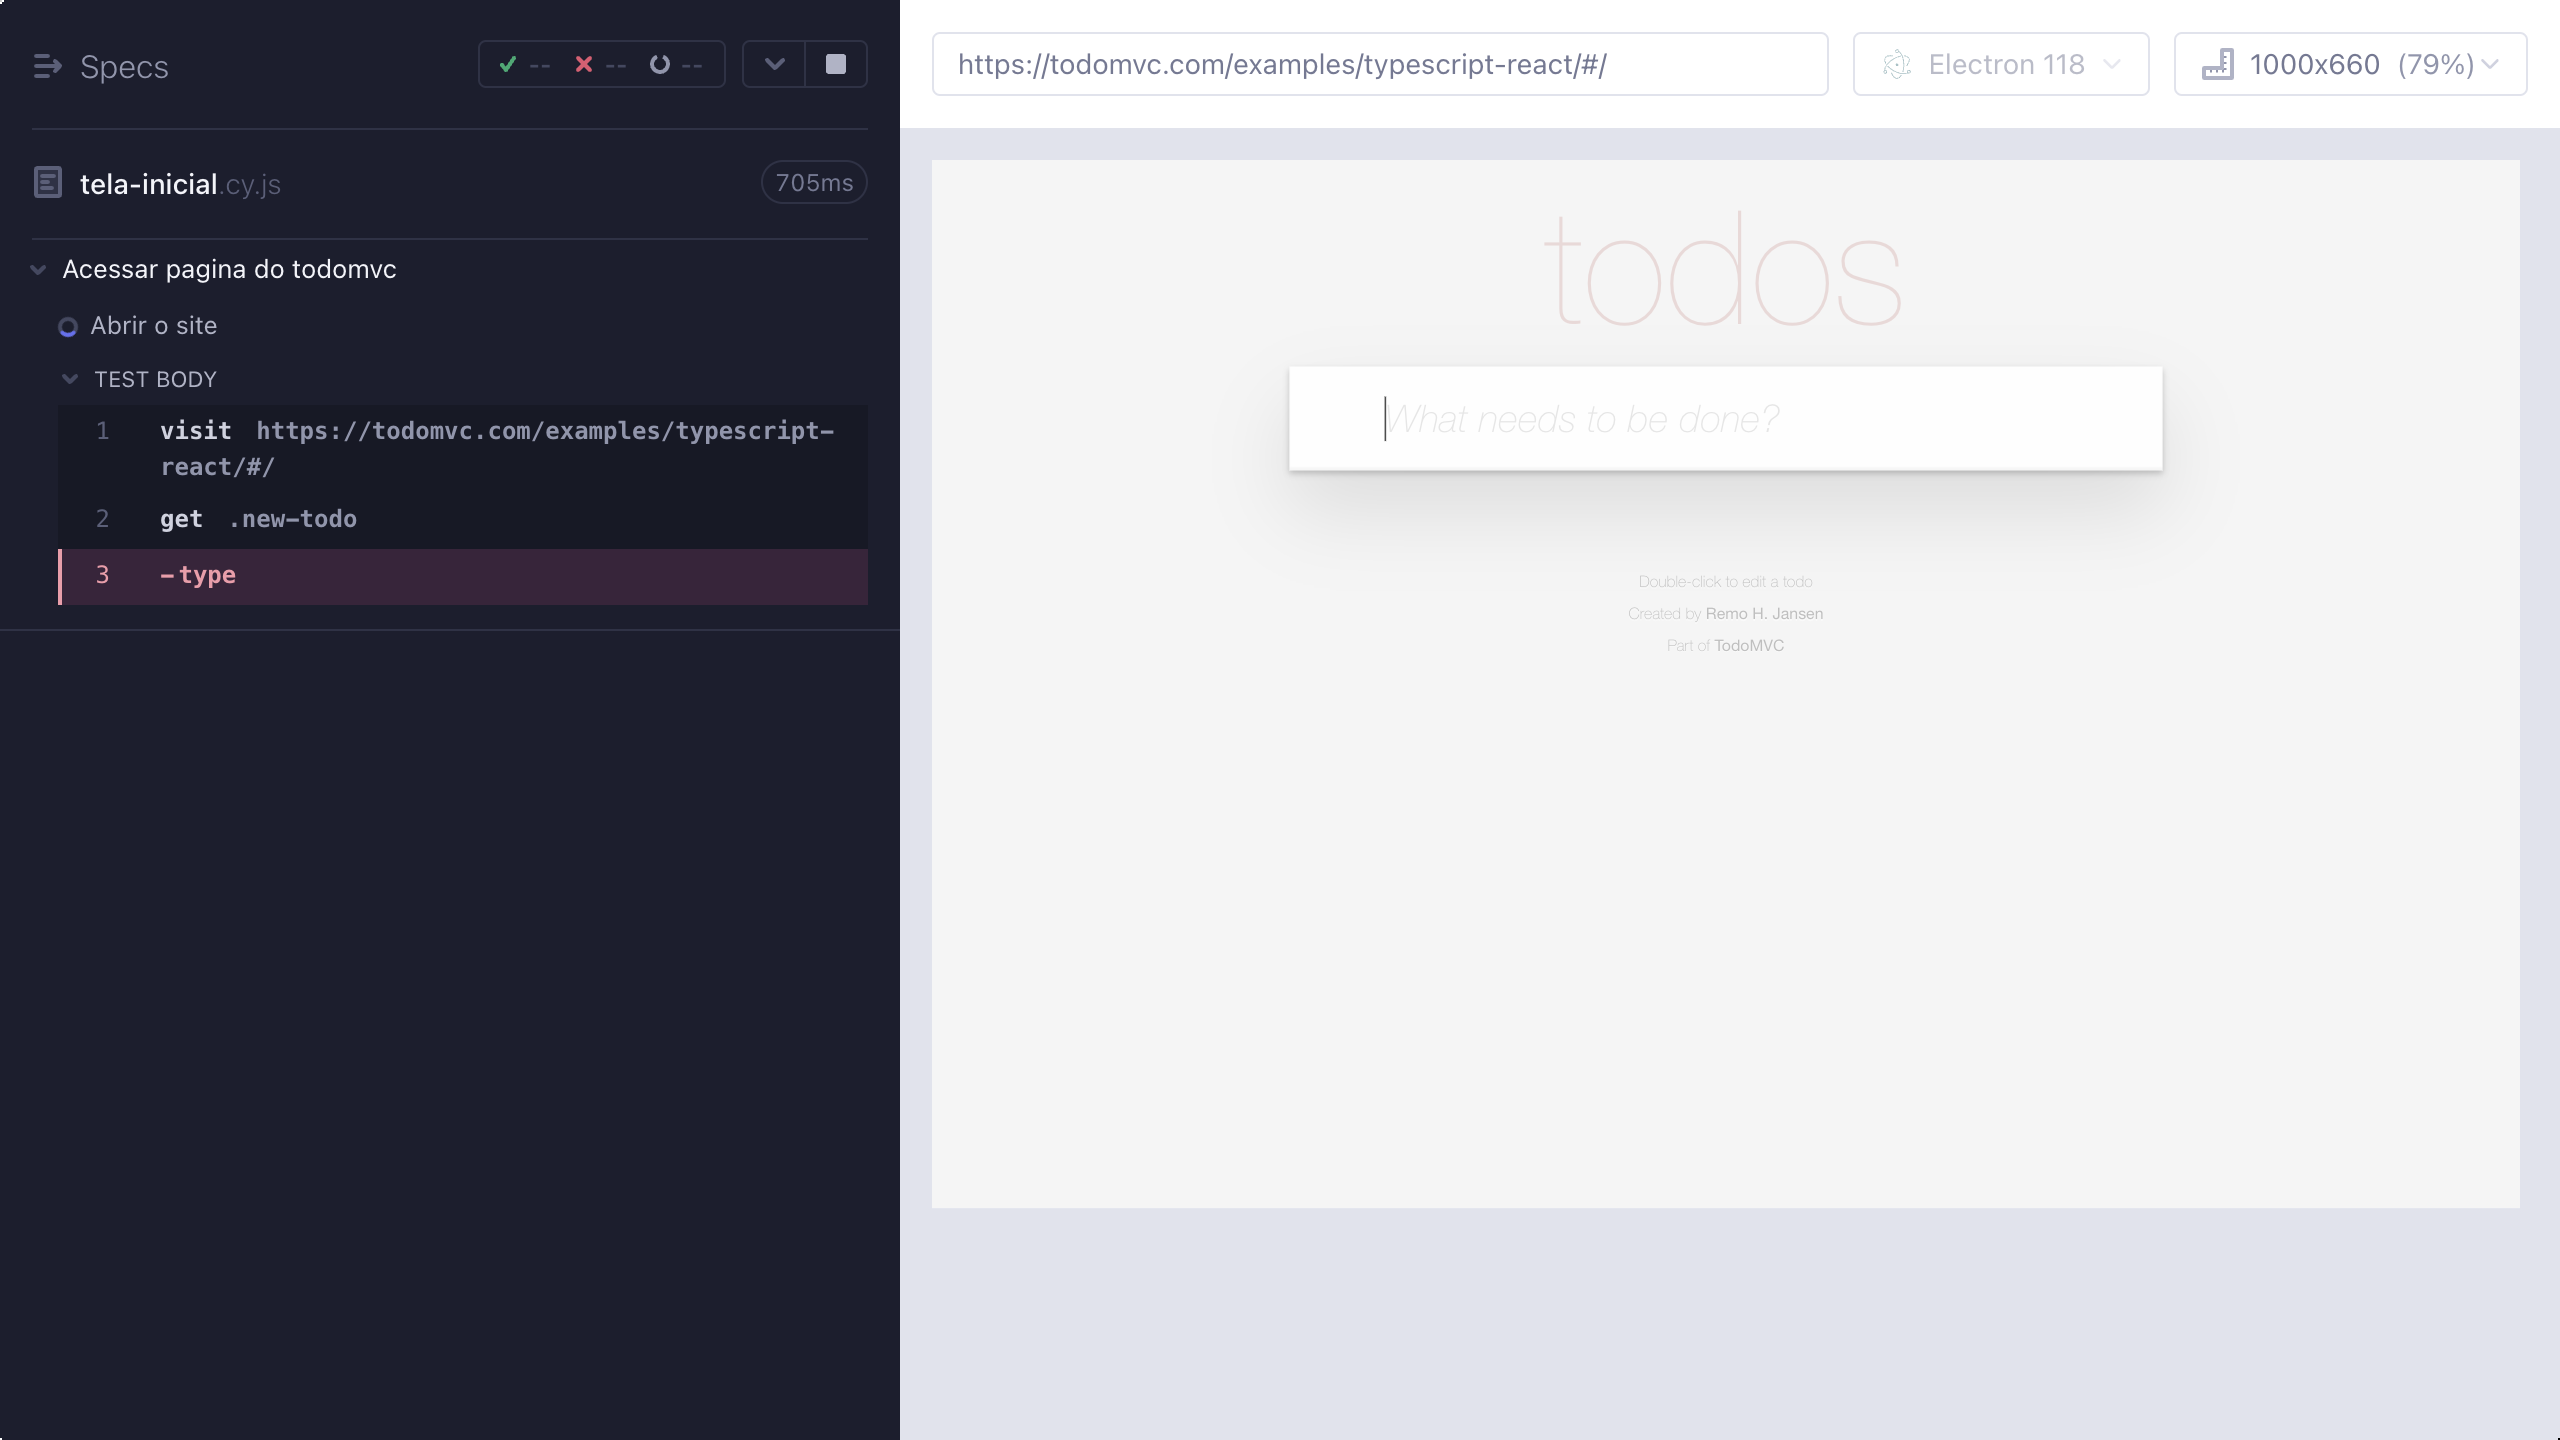 Specs
-- -- --
tela-inicial.cy.js
705ms
Acessar pagina do todomvc
Abrir o site
TEST BODY
1 visit https://todomvc.com/examples/typescript-
react/#/
2 get .new-todo
3 -type
https://todomvc.com/examples/typescript-react/#/
Electron 118
1000x660 (79%)
todos
What needs to be done?
Double-click to edit a todo
Created by Remo H. Jansen
Part of TodoMVC